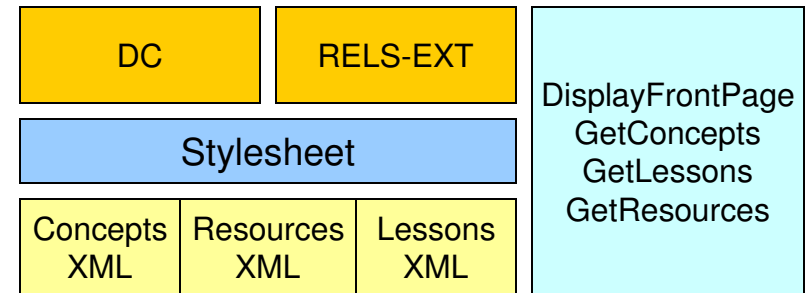 DC
RELS-EXT
Stylesheet
Concepts
XML
Resources
XML
Lessons
XML
DisplayFrontPage
GetConcepts
GetLessons
GetResources